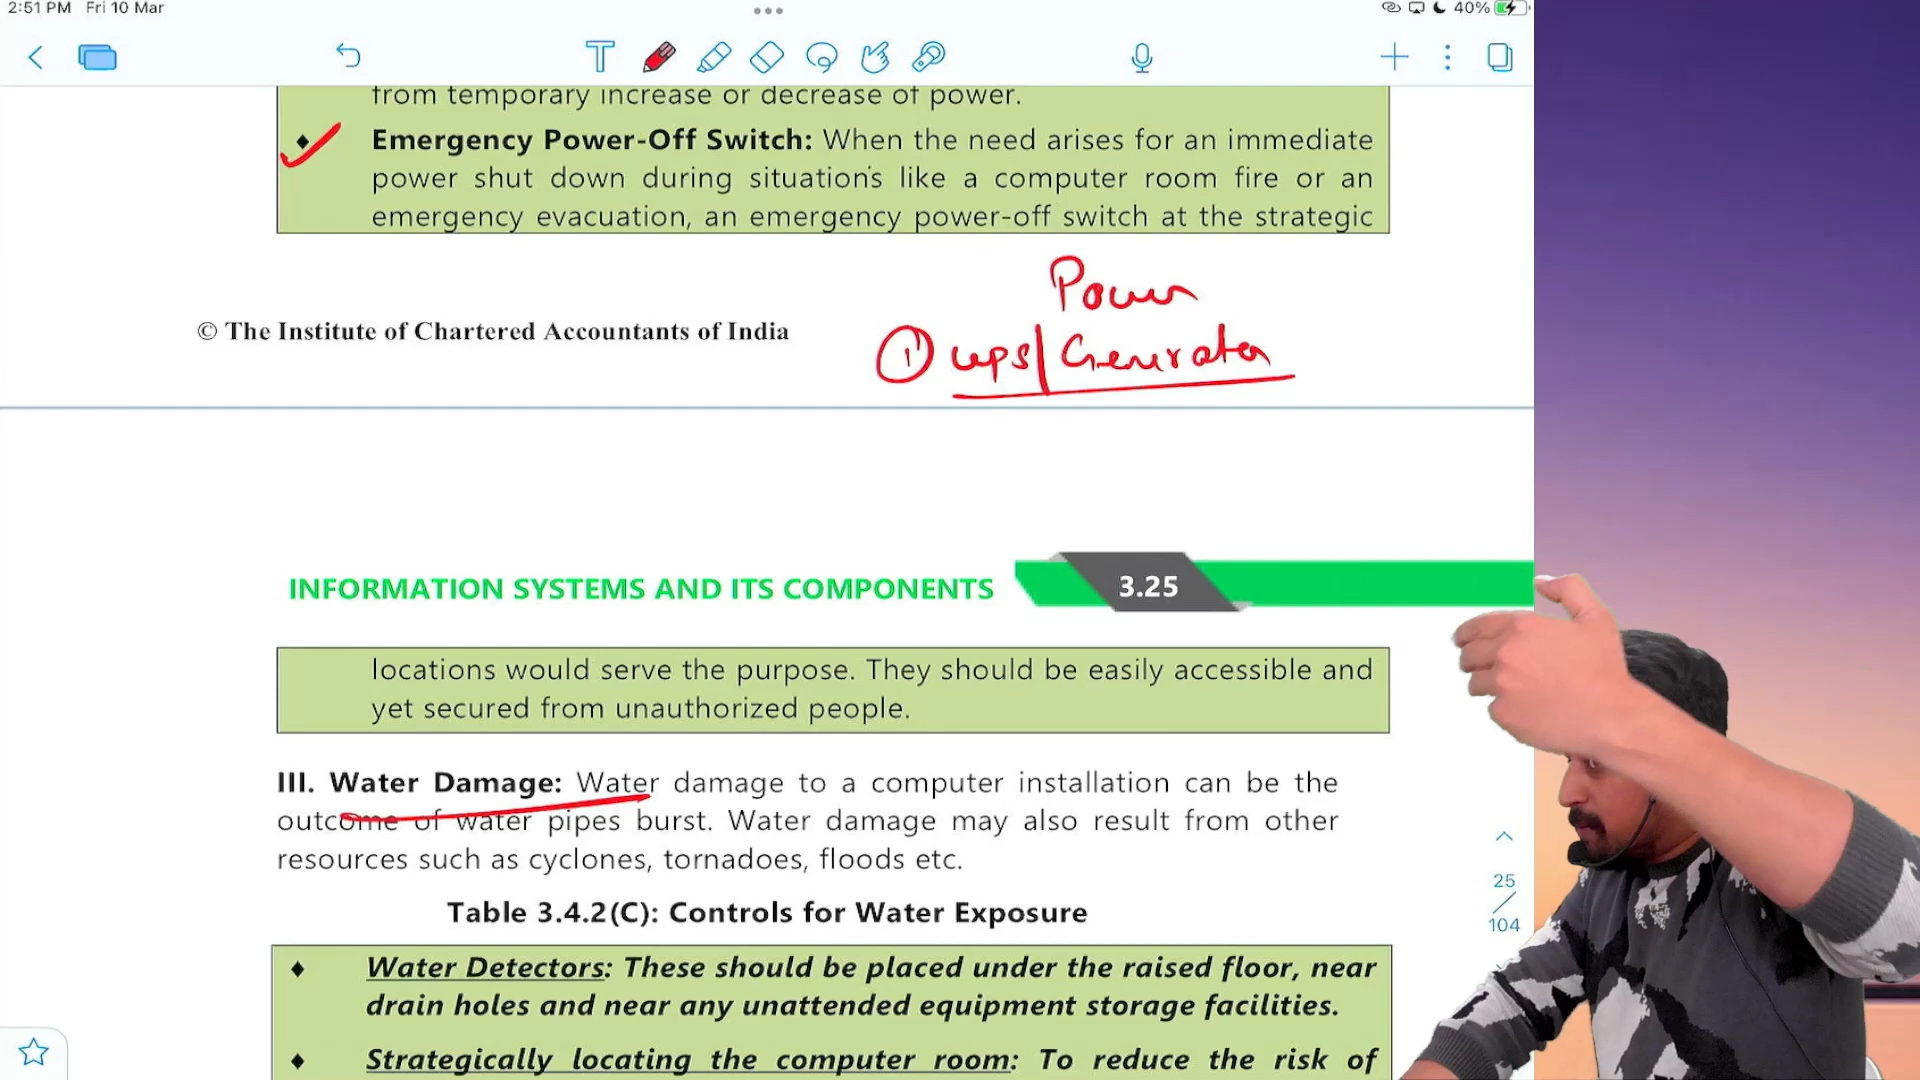 2:51 PM Fri 10 Mar
40%
from temporary increase or decrease of power.
♦ Emergency Power-Off Switch: When the need arises for an immediate
power shut down during situations like a computer room fire or an
emergency evacuation, an emergency power-off switch at the strategic
Power
© The Institute of Chartered Accountants of India
① ups | Generator
INFORMATION SYSTEMS AND ITS COMPONENTS 3.25
locations would serve the purpose. They should be easily accessible and
yet secured from unauthorized people.
III. Water Damage: Water damage to a computer installation can be the
outcome of water pipes burst. Water damage may also result from other
resources such as cyclones, tornadoes, floods etc.
25
/
104
Table 3.4.2(C): Controls for Water Exposure
♦ Water Detectors: These should be placed under the raised floor, near
drain holes and near any unattended equipment storage facilities.
♦ Strategically locating the computer room: To reduce the risk of